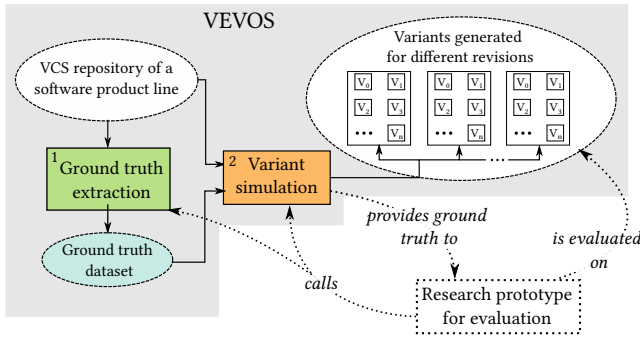 VEVOS
VCS repository of a
software product line
1
Ground truth
extraction
Ground truth
dataset
2
Variant
simulation
Variants generated
for different revisions
V0 V1 V0 V1 V0 V1
V2 V3 V2 V3 V2 V3
••• Vn ••• Vn ••• Vn
...
provides ground
truth to
is evaluated
on
calls
Research prototype
for evaluation